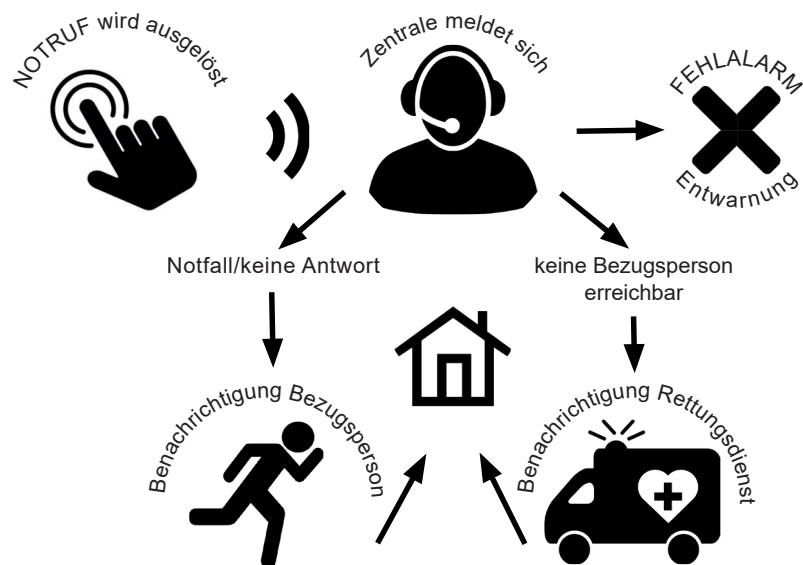 NOTRUF wird ausgelöst
Zentrale meldet sich
FEHLALARM
Entwarnung
Notfall/keine Antwort
keine Bezugsperson
erreichbar
Benachrichtigung Bezugsperson
Benachrichtigung Rettungsdienst